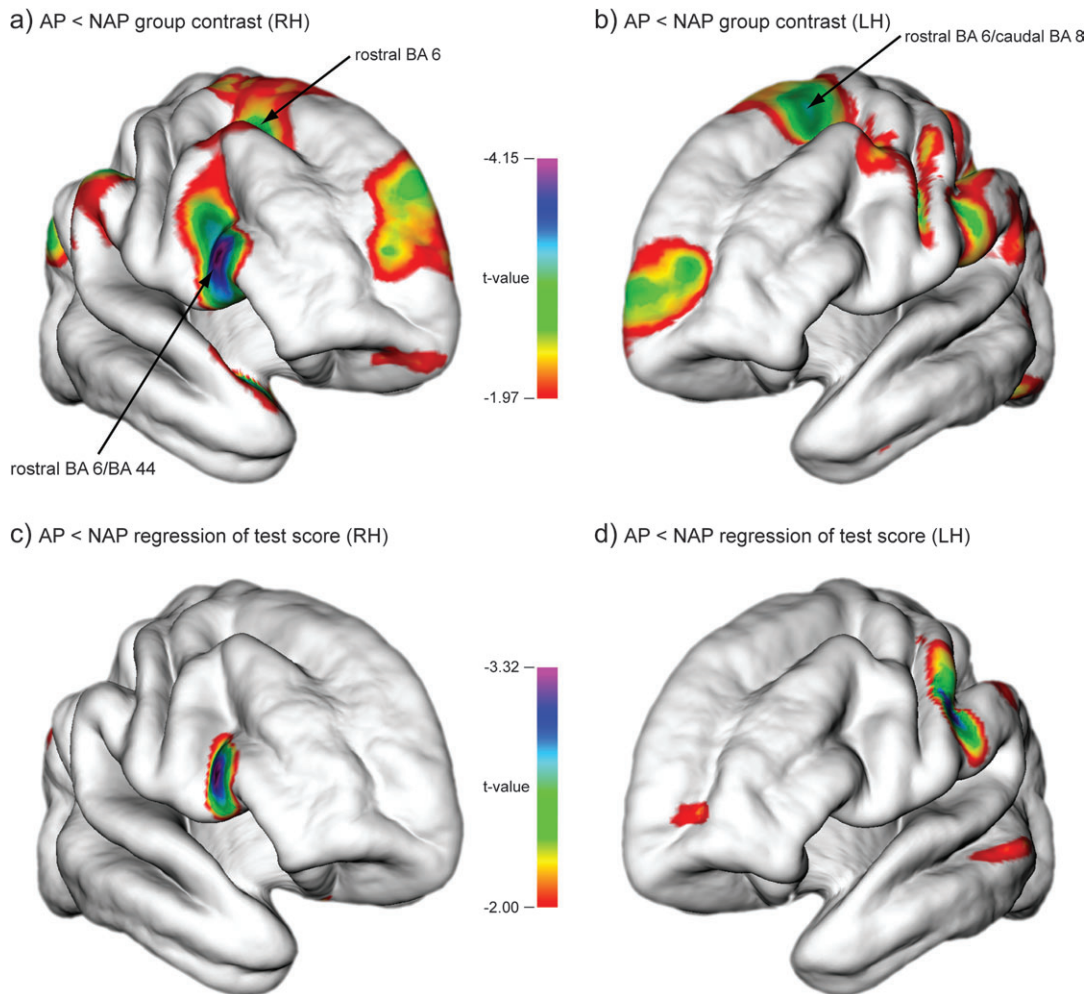 a) AP < NAP group contrast (RH)
b) AP < NAP group contrast (LH)
rostral BA 6
rostral BA 6/caudal BA 8
-4.15
t-value
-1.97
rostral BA 6/BA 44
c) AP < NAP regression of test score (RH)
d) AP < NAP regression of test score (LH)
-3.32
t-value
-2.00